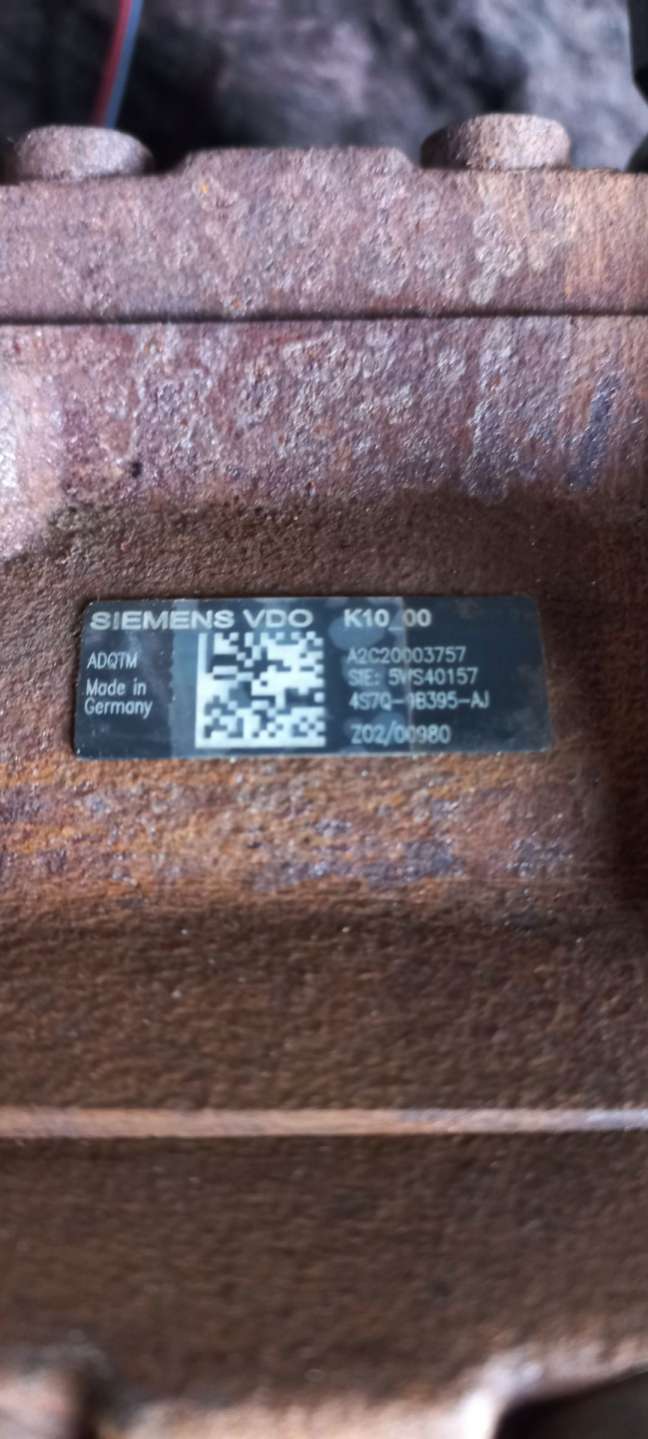 SIEMENS VDO K10_00
ADQTM
Made in
Germany
A2C20003757
SIE: 5WS40157
4S7Q-9B395-AJ
Z02/00980